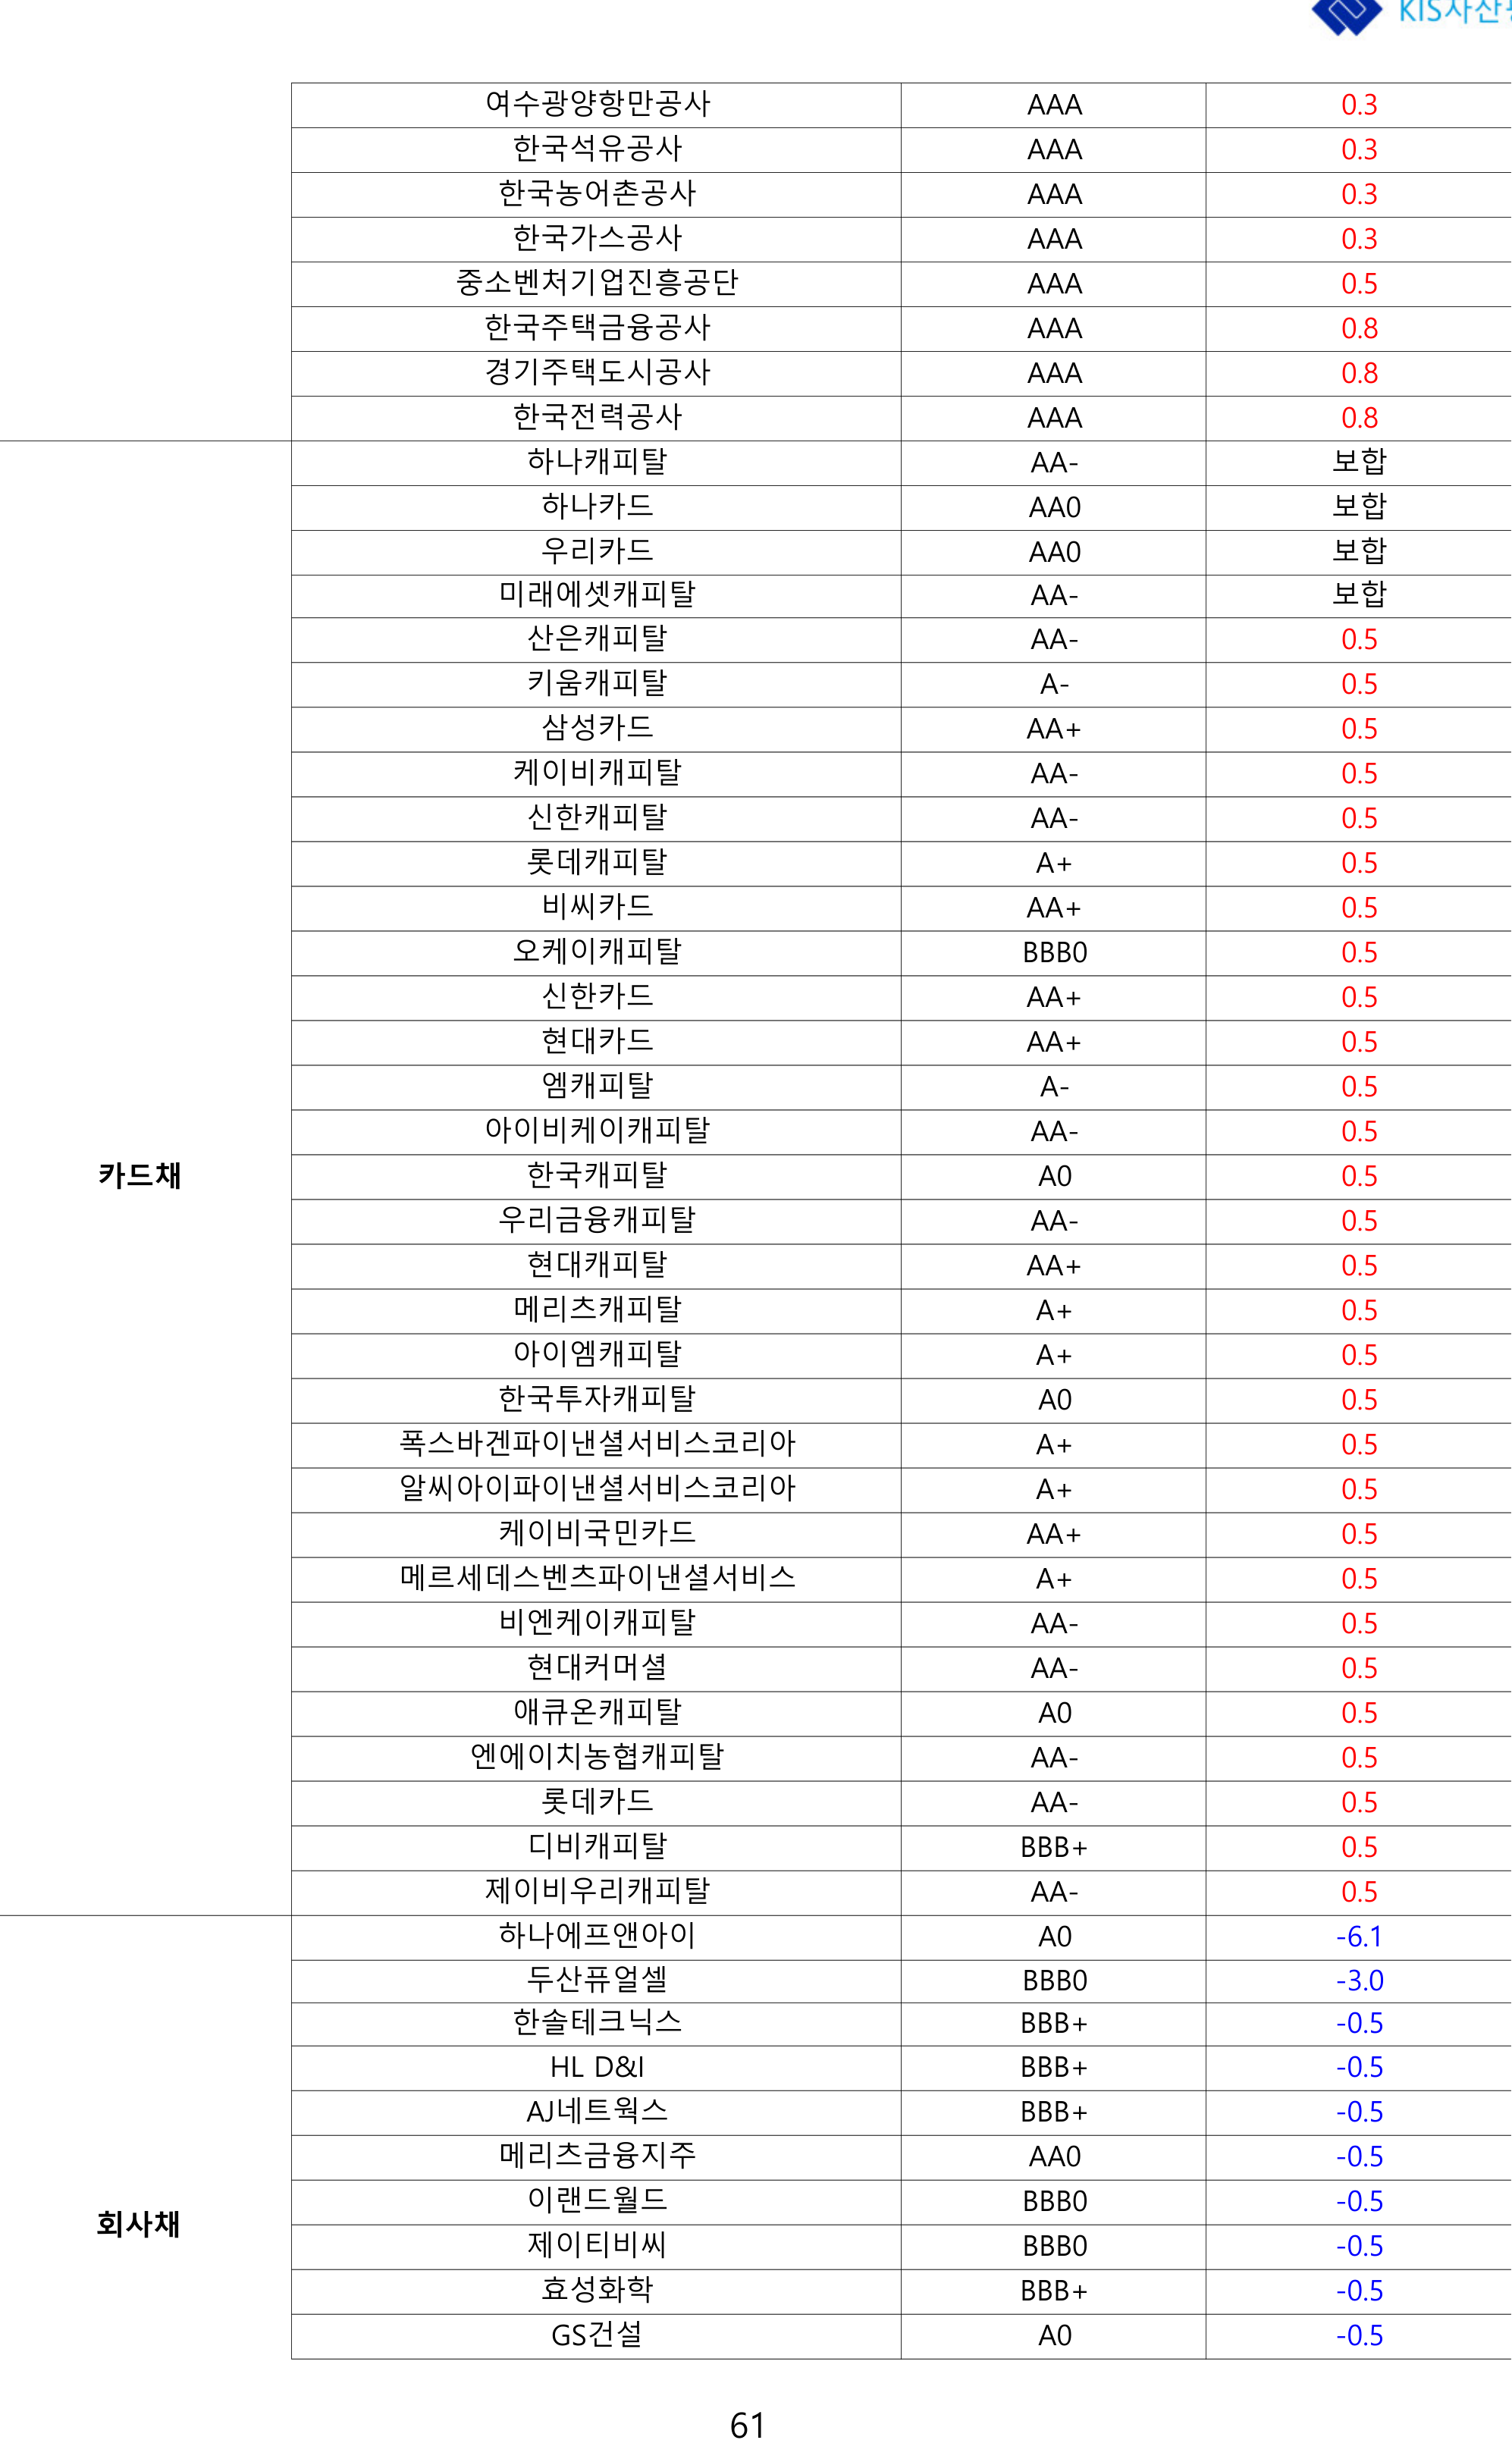 KIS자산
여수광양항만공사 AAA 0.3
한국석유공사 AAA 0.3
한국농어촌공사 AAA 0.3
한국가스공사 AAA 0.3
중소벤처기업진흥공단 AAA 0.5
한국주택금융공사 AAA 0.8
경기주택도시공사 AAA 0.8
한국전력공사 AAA 0.8
하나캐피탈 AA- 보합
하나카드 AA0 보합
우리카드 AA0 보합
미래에셋캐피탈 AA- 보합
산은캐피탈 AA- 0.5
키움캐피탈 A- 0.5
삼성카드 AA+ 0.5
케이비캐피탈 AA- 0.5
신한캐피탈 AA- 0.5
롯데캐피탈 A+ 0.5
비씨카드 AA+ 0.5
오케이캐피탈 BBB0 0.5
신한카드 AA+ 0.5
현대카드 AA+ 0.5
엠캐피탈 A- 0.5
아이비케이캐피탈 AA- 0.5
카드채 한국캐피탈 A0 0.5
우리금융캐피탈 AA- 0.5
현대캐피탈 AA+ 0.5
메리츠캐피탈 A+ 0.5
아이엠캐피탈 A+ 0.5
한국투자캐피탈 A0 0.5
폭스바겐파이낸셜서비스코리아 A+ 0.5
알씨아이파이낸셜서비스코리아 A+ 0.5
케이비국민카드 AA+ 0.5
메르세데스벤츠파이낸셜서비스 A+ 0.5
비엔케이캐피탈 AA- 0.5
현대커머셜 AA- 0.5
애큐온캐피탈 A0 0.5
엔에이치농협캐피탈 AA- 0.5
롯데카드 AA- 0.5
디비캐피탈 BBB+ 0.5
제이비우리캐피탈 AA- 0.5
하나에프앤아이 A0 -6.1
두산퓨얼셀 BBB0 -3.0
한솔테크닉스 BBB+ -0.5
HL D&I BBB+ -0.5
AJ네트웍스 BBB+ -0.5
메리츠금융지주 AA0 -0.5
이랜드월드 BBB0 -0.5
회사채 제이티비씨 BBB0 -0.5
효성화학 BBB+ -0.5
GS건설 A0 -0.5
61